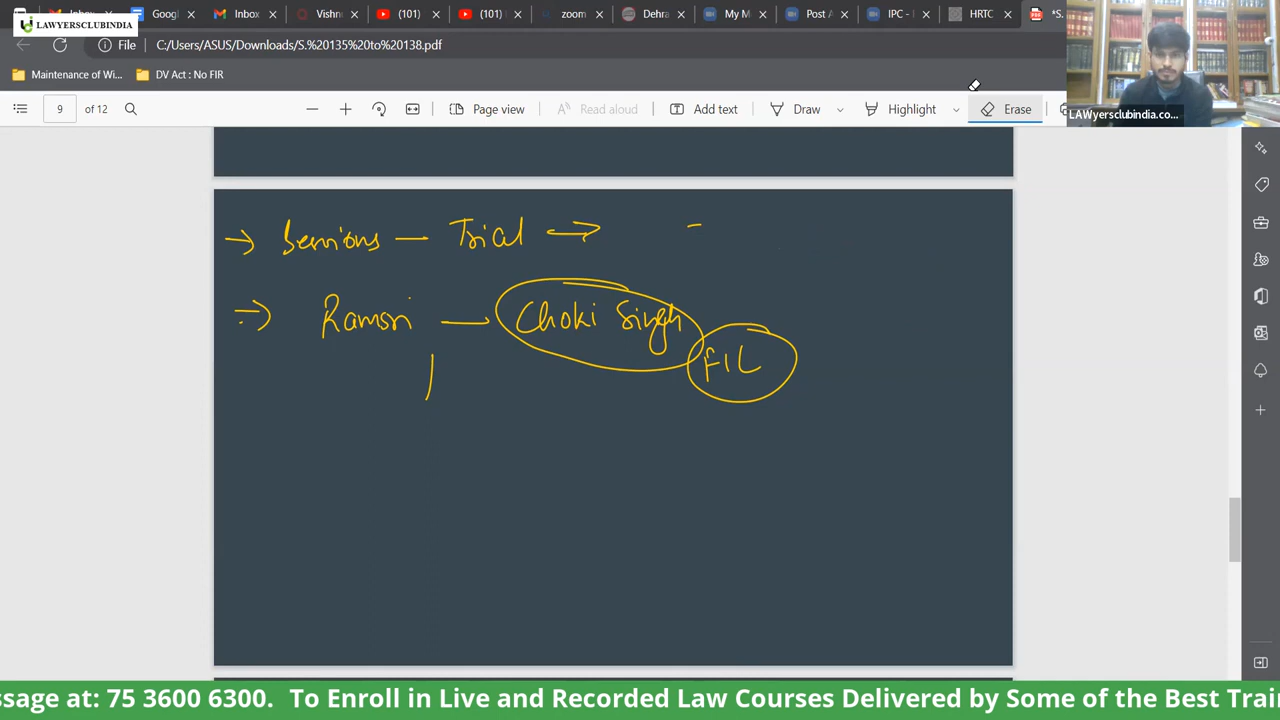 LAWYERSCLUBINDIA
Inbox
Googl
Inbox
Vishn
(101)
(101)
Dehra
Post
PC - J
HRTC
*S.
File C:/Users/ASUS/Downloads/S.%20135%20to%20138.pdf
Maintenance of Wi... DV Act : No FIR
9 of 12 Page view Read aloud Add text Draw Highlight Erase
LAWyersclubindia.co...
→ Sessions — Trial →
→ Ramsri — Choki Singh
FIL
ssage at: 75 3600 6300. To Enroll in Live and Recorded Law Courses Delivered by Some of the Best Trai